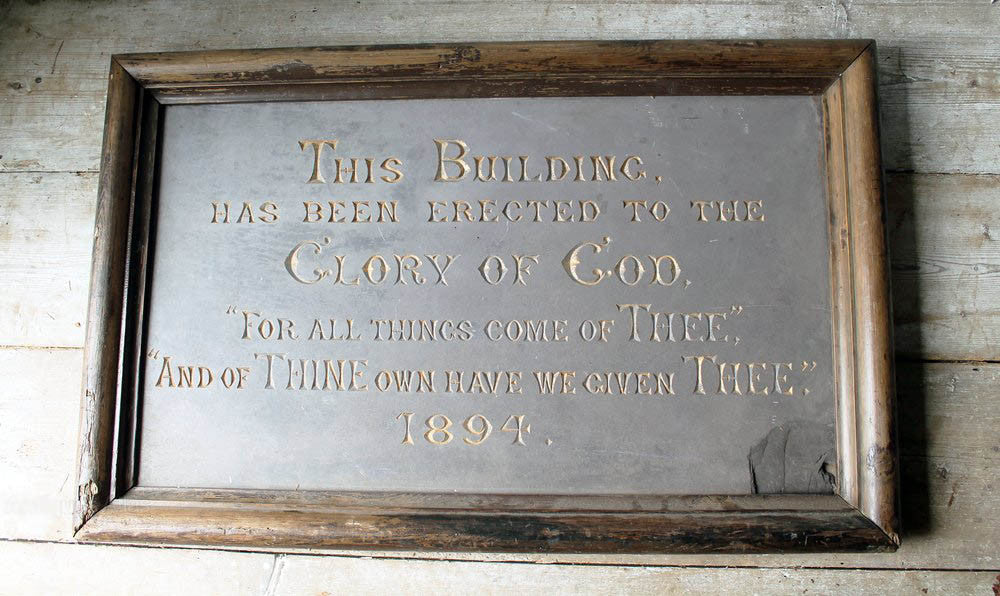 THIS BUILDING,
HAS BEEN ERECTED TO THE
GLORY OF GOD,
“FOR ALL THINGS COME OF THEE”,
“AND OF THINE OWN HAVE WE GIVEN THEE”.
1894.